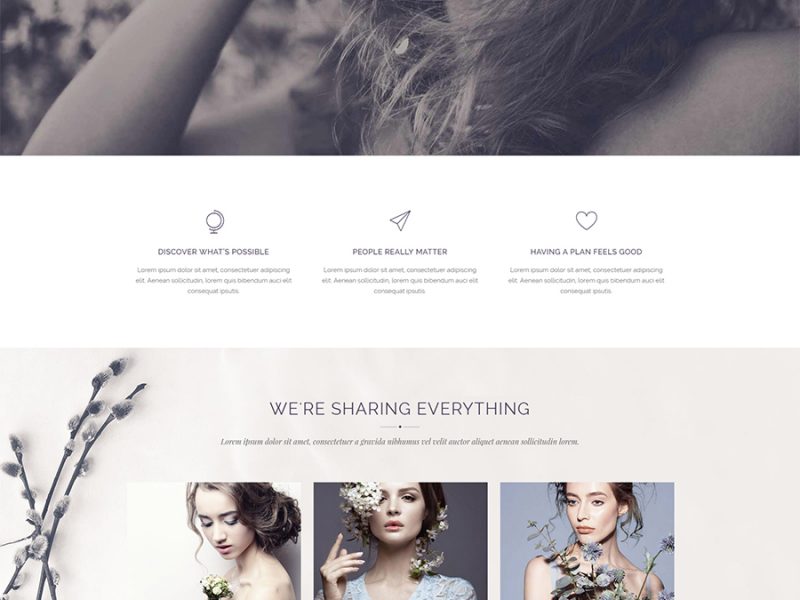 DISCOVER WHAT'S POSSIBLE
Lorem ipsum dolor sit amet, consectetuer adipiscing
elit. Aenean sollicitudin, lorem quis bibendum auci elit
consequat ipsutis.
PEOPLE REALLY MATTER
Lorem ipsum dolor sit amet, consectetuer adipiscing
elit. Aenean sollicitudin, lorem quis bibendum auci elit
consequat ipsutis.
HAVING A PLAN FEELS GOOD
Lorem ipsum dolor sit amet, consectetuer adipiscing
elit. Aenean sollicitudin, lorem quis bibendum auci elit
consequat ipsutis.
WE'RE SHARING EVERYTHING
Lorem ipsum dolor sit amet, consectetuer a gravida nibhumus vel velit auctor aliquet aenean sollicitudin lorem.